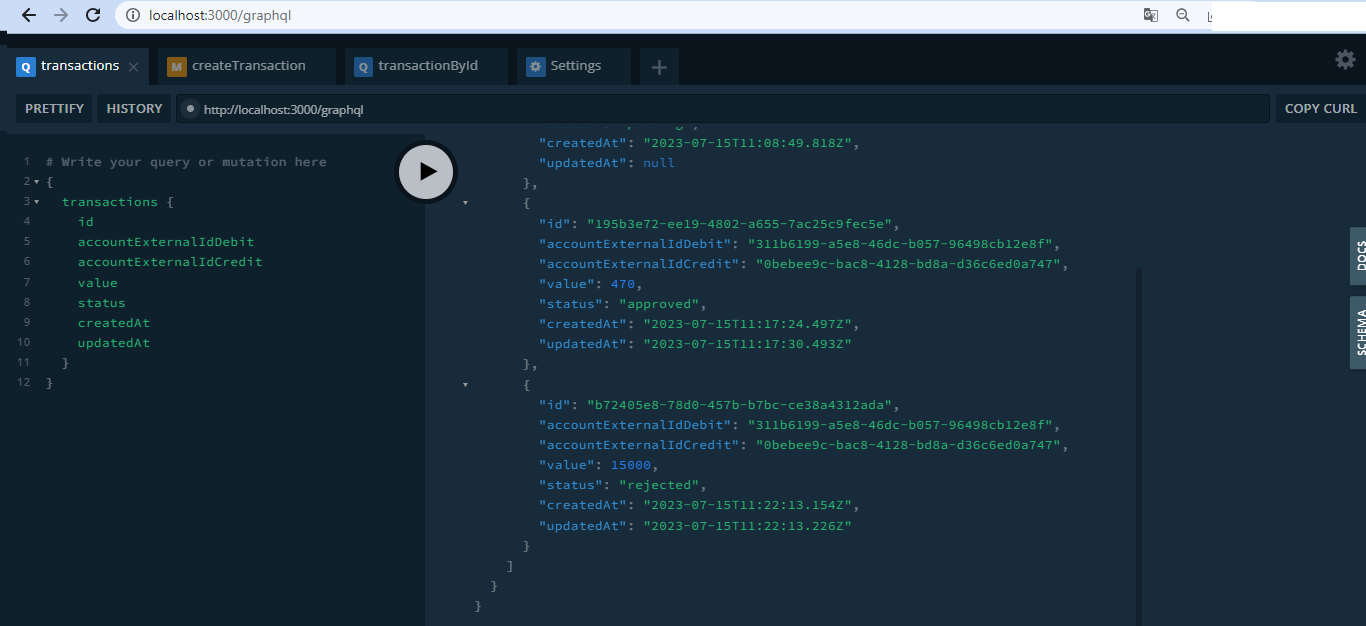 localhost:3000/graphql
Q transactions M createTransaction Q transactionById Settings
PRETTIFY HISTORY http://localhost:3000/graphql COPY CURL
1 # Write your query or mutation here
2 {
3 transactions {
4 id
5 accountExternalIdDebit
6 accountExternalIdCredit
7 value
8 status
9 createdAt
10 updatedAt
11 }
12 }
"createdAt": "2023-07-15T11:08:49.818Z",
"updatedAt": null
},
{
"id": "195b3e72-ee19-4802-a655-7ac25c9fec5e",
"accountExternalIdDebit": "311b6199-a5e8-46dc-b057-96498cb12e8f",
"accountExternalIdCredit": "0bebee9c-bac8-4128-bd8a-d36c6ed0a747",
"value": 470,
"status": "approved",
"createdAt": "2023-07-15T11:17:24.497Z",
"updatedAt": "2023-07-15T11:17:30.493Z"
},
{
"id": "b72405e8-78d0-457b-b7bc-ce38a4312ada",
"accountExternalIdDebit": "311b6199-a5e8-46dc-b057-96498cb12e8f",
"accountExternalIdCredit": "0bebee9c-bac8-4128-bd8a-d36c6ed0a747",
"value": 15000,
"status": "rejected",
"createdAt": "2023-07-15T11:22:13.154Z",
"updatedAt": "2023-07-15T11:22:13.226Z"
}
]
}
}
DOCS
SCHEMA